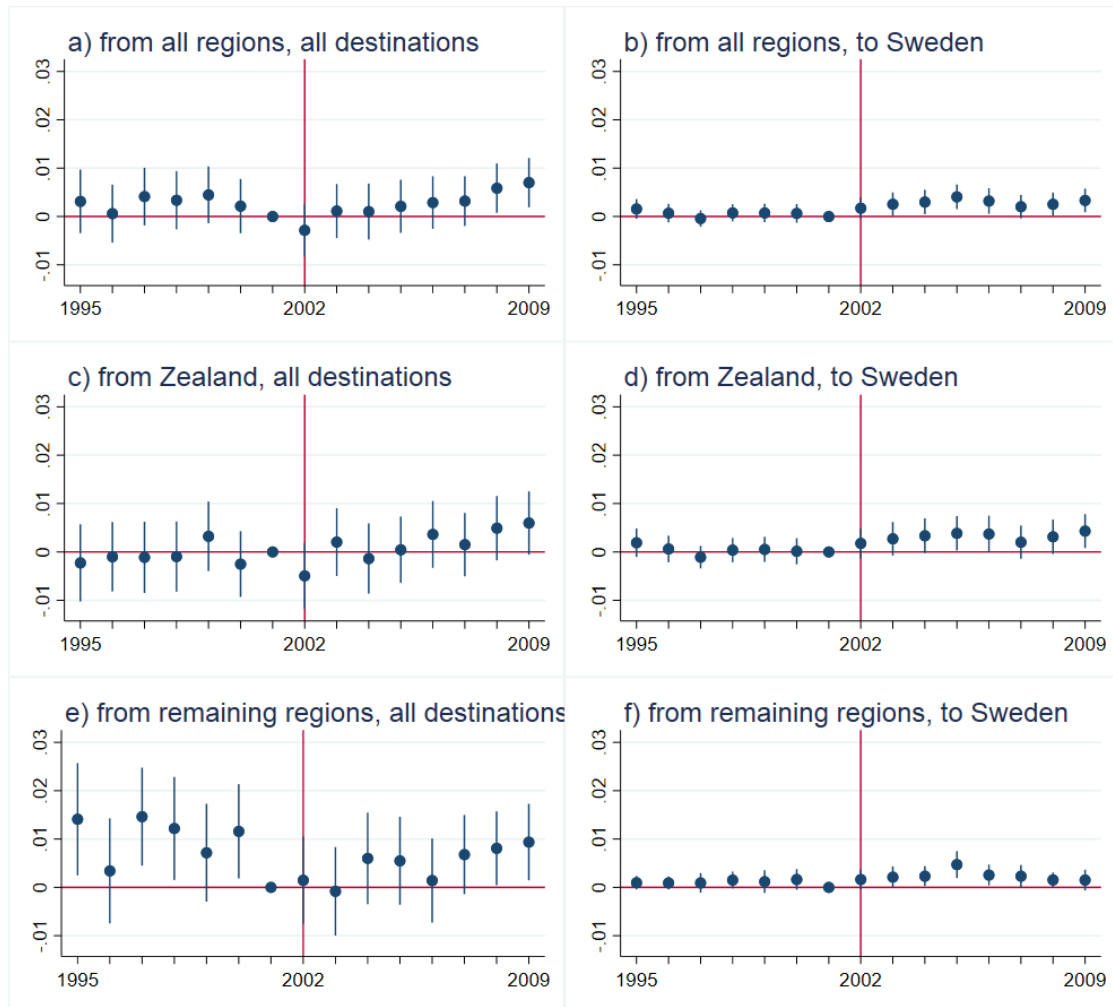 a) from all regions, all destinations
.03
.02
.01
0
-.01
1995 2002 2009
b) from all regions, to Sweden
.03
.02
.01
0
-.01
1995 2002 2009
c) from Zealand, all destinations
.03
.02
.01
0
-.01
1995 2002 2009
d) from Zealand, to Sweden
.03
.02
.01
0
-.01
1995 2002 2009
e) from remaining regions, all destinations
.03
.02
.01
0
-.01
1995 2002 2009
f) from remaining regions, to Sweden
.03
.02
.01
0
-.01
1995 2002 2009